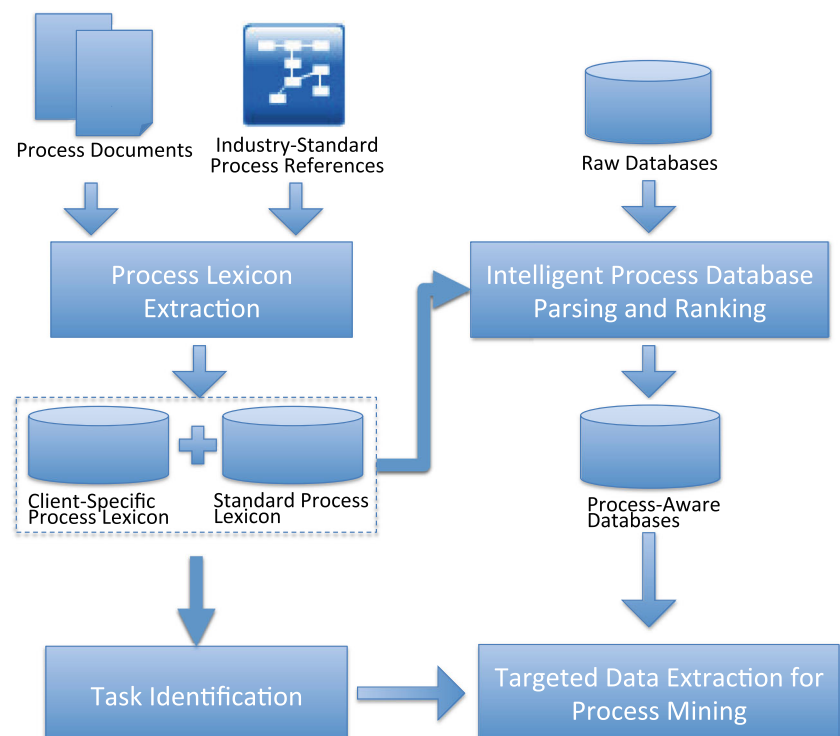 Process Documents
Industry-Standard
Process References
Raw Databases
Process Lexicon
Extraction
Intelligent Process Database
Parsing and Ranking
Client-Specific
Process Lexicon
Standard Process
Lexicon
Process-Aware
Databases
Task Identification
Targeted Data Extraction for
Process Mining